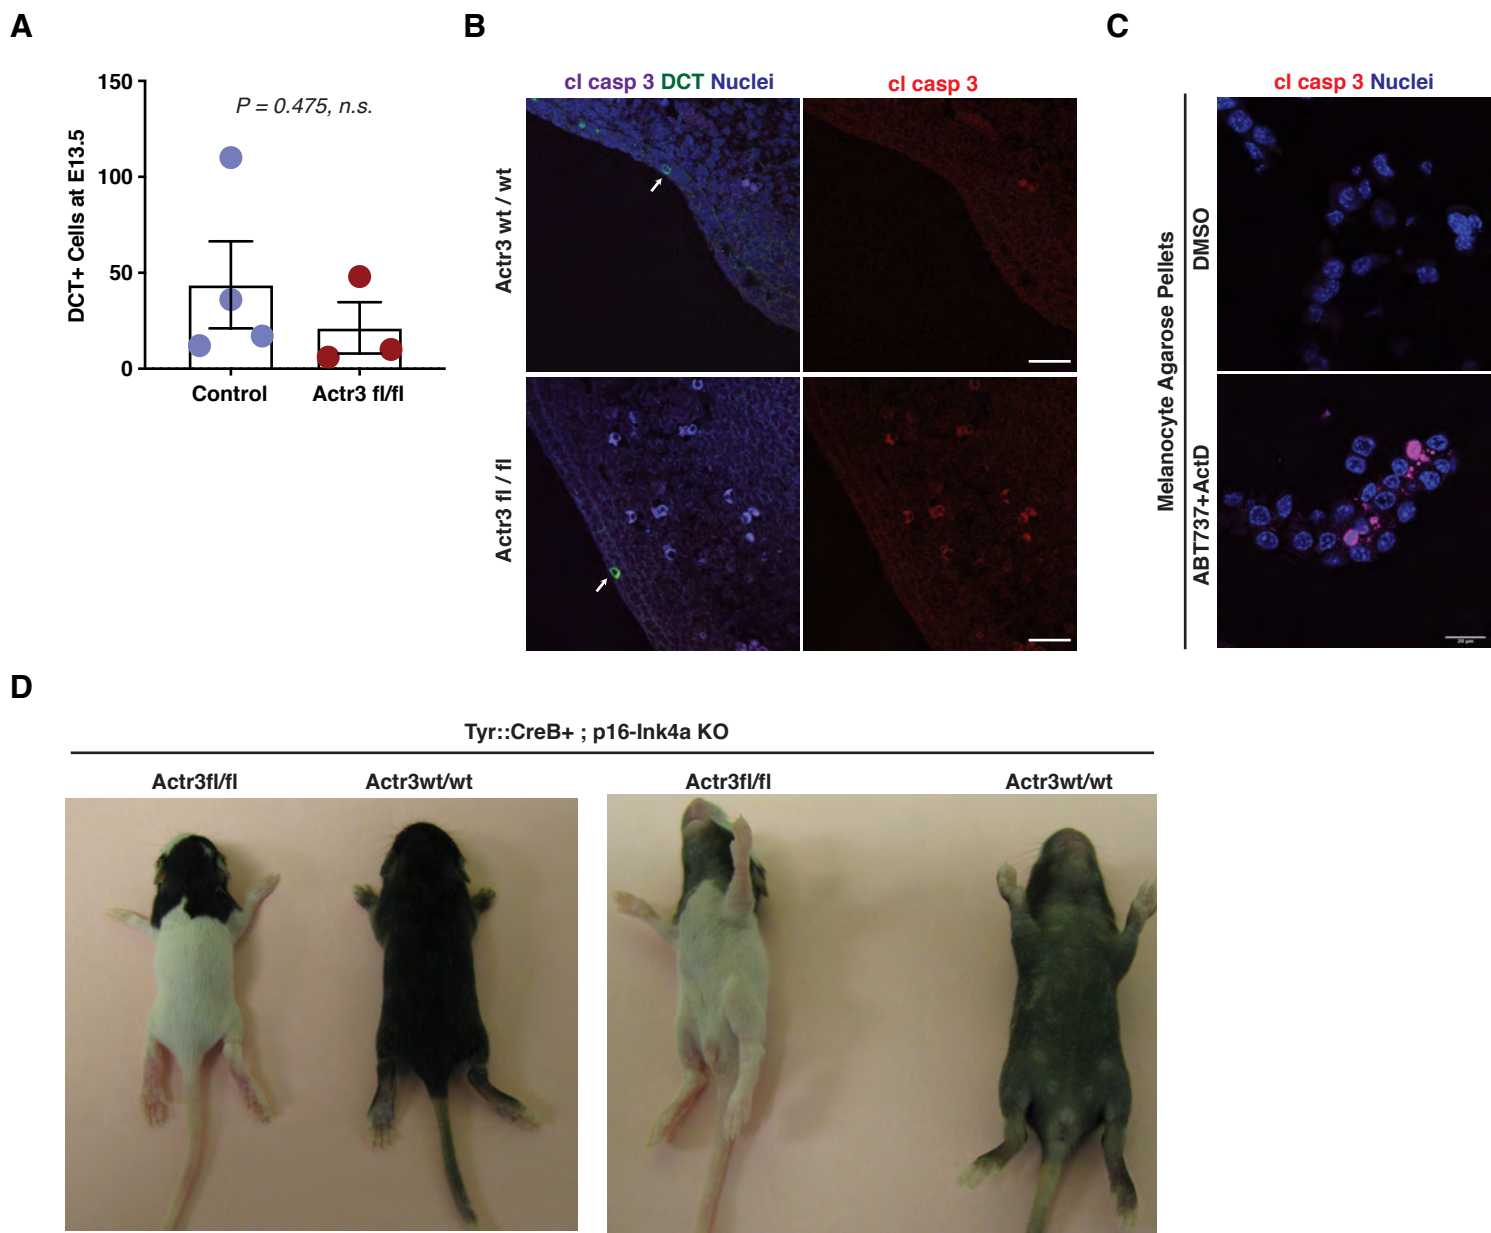 A
B
C
150
100
50
0
DCT+ Cells at E13.5
P = 0.475, n.s.
Control
Actr3 fl/fl
cl casp 3 DCT Nuclei
cl casp 3
Actr3 wt / wt
Actr3 fl / fl
cl casp 3 Nuclei
Melanocyte Agarose Pellets
DMSO
ABT737+ActD
20 µm
D
Tyr::CreB+ ; p16-Ink4a KO
Actr3fl/fl
Actr3wt/wt
Actr3fl/fl
Actr3wt/wt